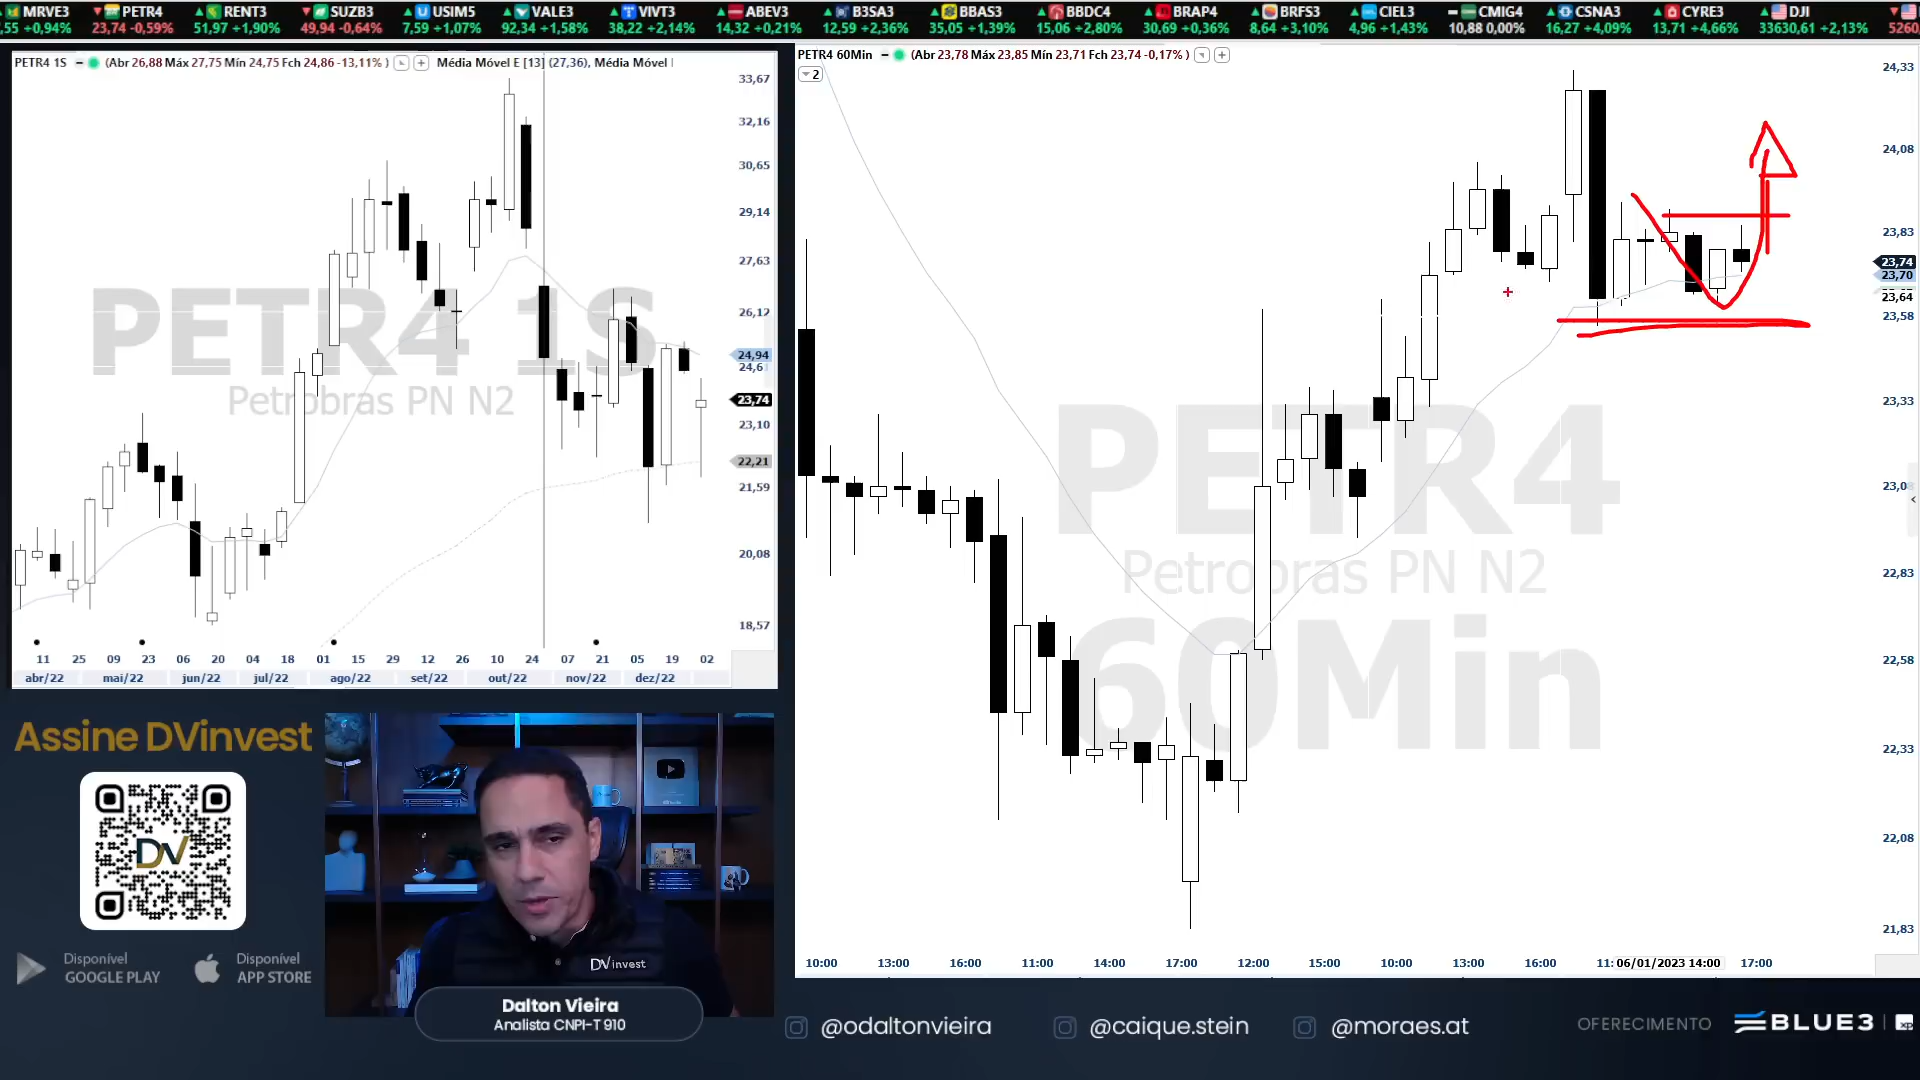 MRVE3 PETR4 RENT3 SUZB3 USIM5 VALE3 VIVT3 ABEV3 B3SA3 BBAS3 BBDC4 BRAP4 BRFS3 CIEL3 CMIG4 CSNA3 CYRE3 DJI
,55 +0,94% 23,74 -0,59% 51,97 +1,90% 49,94 -0,64% 7,59 +1,07% 92,34 +1,58% 38,22 +2,14% 14,32 +0,21% 12,59 +2,36% 35,05 +1,39% 15,06 +2,80% 30,69 +0,36% 8,64 +3,10% 4,96 +1,43% 10,88 0,00% 16,27 +4,09% 13,71 +4,66% 33630,61 +2,13% 5260
PETR4 1S (Abr 26,88 Máx 27,75 Mín 24,75 Fch 24,86 -13,11% ) Média Móvel E [13] (27,36), Média Móvel
33,67
32,16
30,65
29,14
27,63
26,12
24,94
24,61
23,74
23,10
22,21
21,59
20,08
18,57
PETR4 1S
Petrobras PN N2
11 25 09 23 06 20 04 18 01 15 29 12 26 10 24 07 21 05 19 02
abr/22 mai/22 jun/22 jul/22 ago/22 set/22 out/22 nov/22 dez/22
PETR4 60Min (Abr 23,78 Máx 23,85 Mín 23,71 Fch 23,74 -0,17% )
2
24,33
24,08
23,83
23,74
23,70
23,64
23,58
23,33
23,08
22,83
22,58
22,33
22,08
21,83
PETR4
Petrobras PN N2
60Min
10:00 13:00 16:00 11:00 14:00 17:00 12:00 15:00 10:00 13:00 16:00 11: 06/01/2023 14:00 17:00
Assine DVinvest
DV
Disponível
GOOGLE PLAY
Disponível
APP STORE
DVinvest
Dalton Vieira
Analista CNPI-T 910
@odaltonvieira
@caique.stein
@moraes.at
OFERECIMENTO
BLUE3
xp